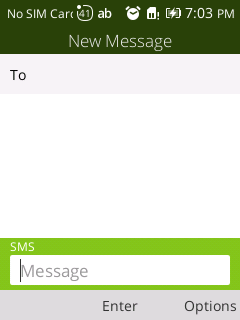 No SIM Card 41 ab 7:03 PM
New Message
To
SMS
Message
Enter Options